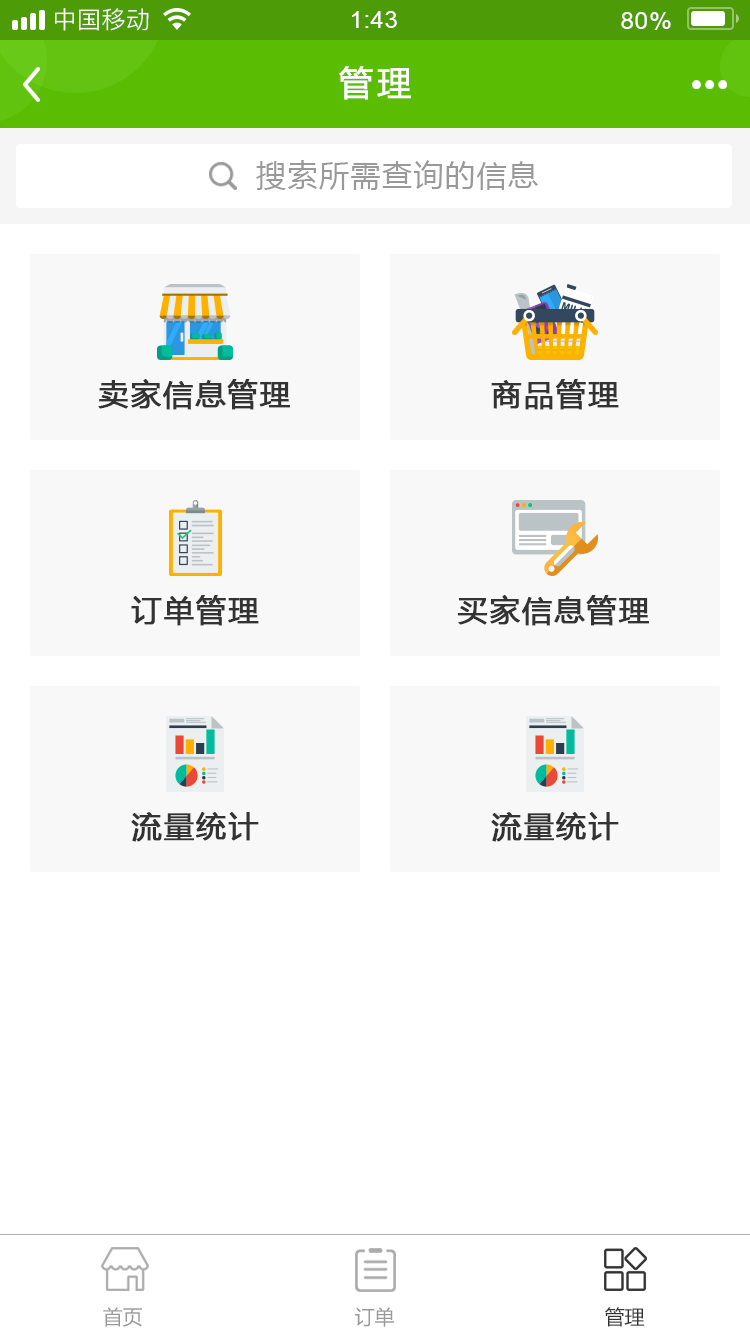 中国移动 1:43 80%
管理
搜索所需查询的信息
卖家信息管理 商品管理
订单管理 买家信息管理
流量统计 流量统计
首页 订单 管理